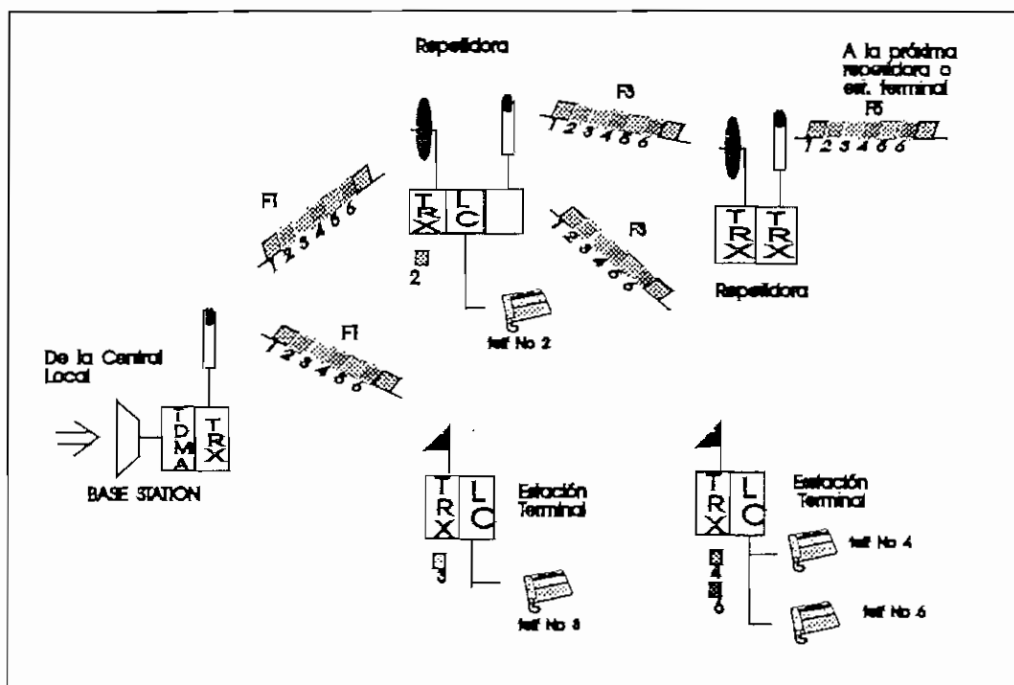 Repetidora
A la próxima
repetidora o
est. terminal
F3
F5
1 2 3 4 5 6
1 2 3 4 5 6
F1
1 2 3 4 5 6
TRX
LC
2
telf No 2
F3
1 2 3 4 5 6
TRX
TRX
Repetidora
De la Central
Local
F1
1 2 3 4 5 6
TDMA
TRX
BASE STATION
TRX
LC
Estación
Terminal
3
telf No 3
TRX
LC
Estación
Terminal
4
6
telf No 4
telf No 6